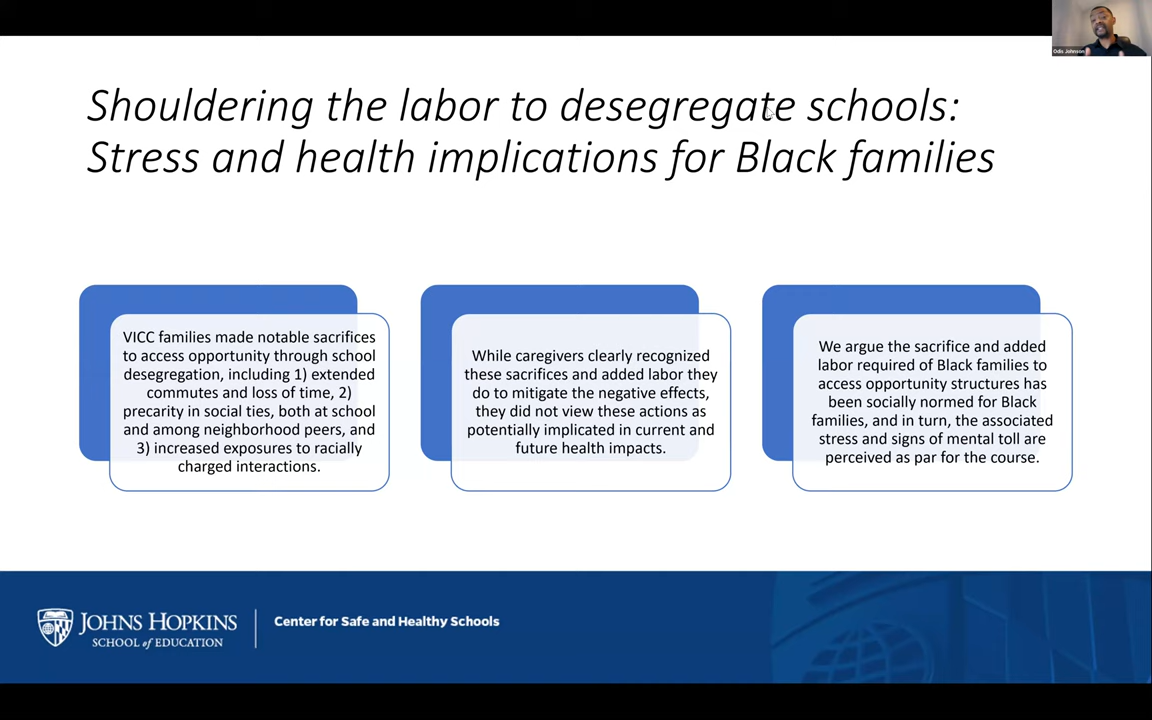 Odis Johnson
Shouldering the labor to desegregate schools:
Stress and health implications for Black families
VICC families made notable sacrifices
to access opportunity through school
desegregation, including 1) extended
commutes and loss of time, 2)
precarity in social ties, both at school
and among neighborhood peers, and
3) increased exposures to racially
charged interactions.
While caregivers clearly recognized
these sacrifices and added labor they
do to mitigate the negative effects,
they did not view these actions as
potentially implicated in current and
future health impacts.
We argue the sacrifice and added
labor required of Black families to
access opportunity structures has
been socially normed for Black
families, and in turn, the associated
stress and signs of mental toll are
perceived as par for the course.
JOHNS HOPKINS
SCHOOL of EDUCATION
Center for Safe and Healthy Schools